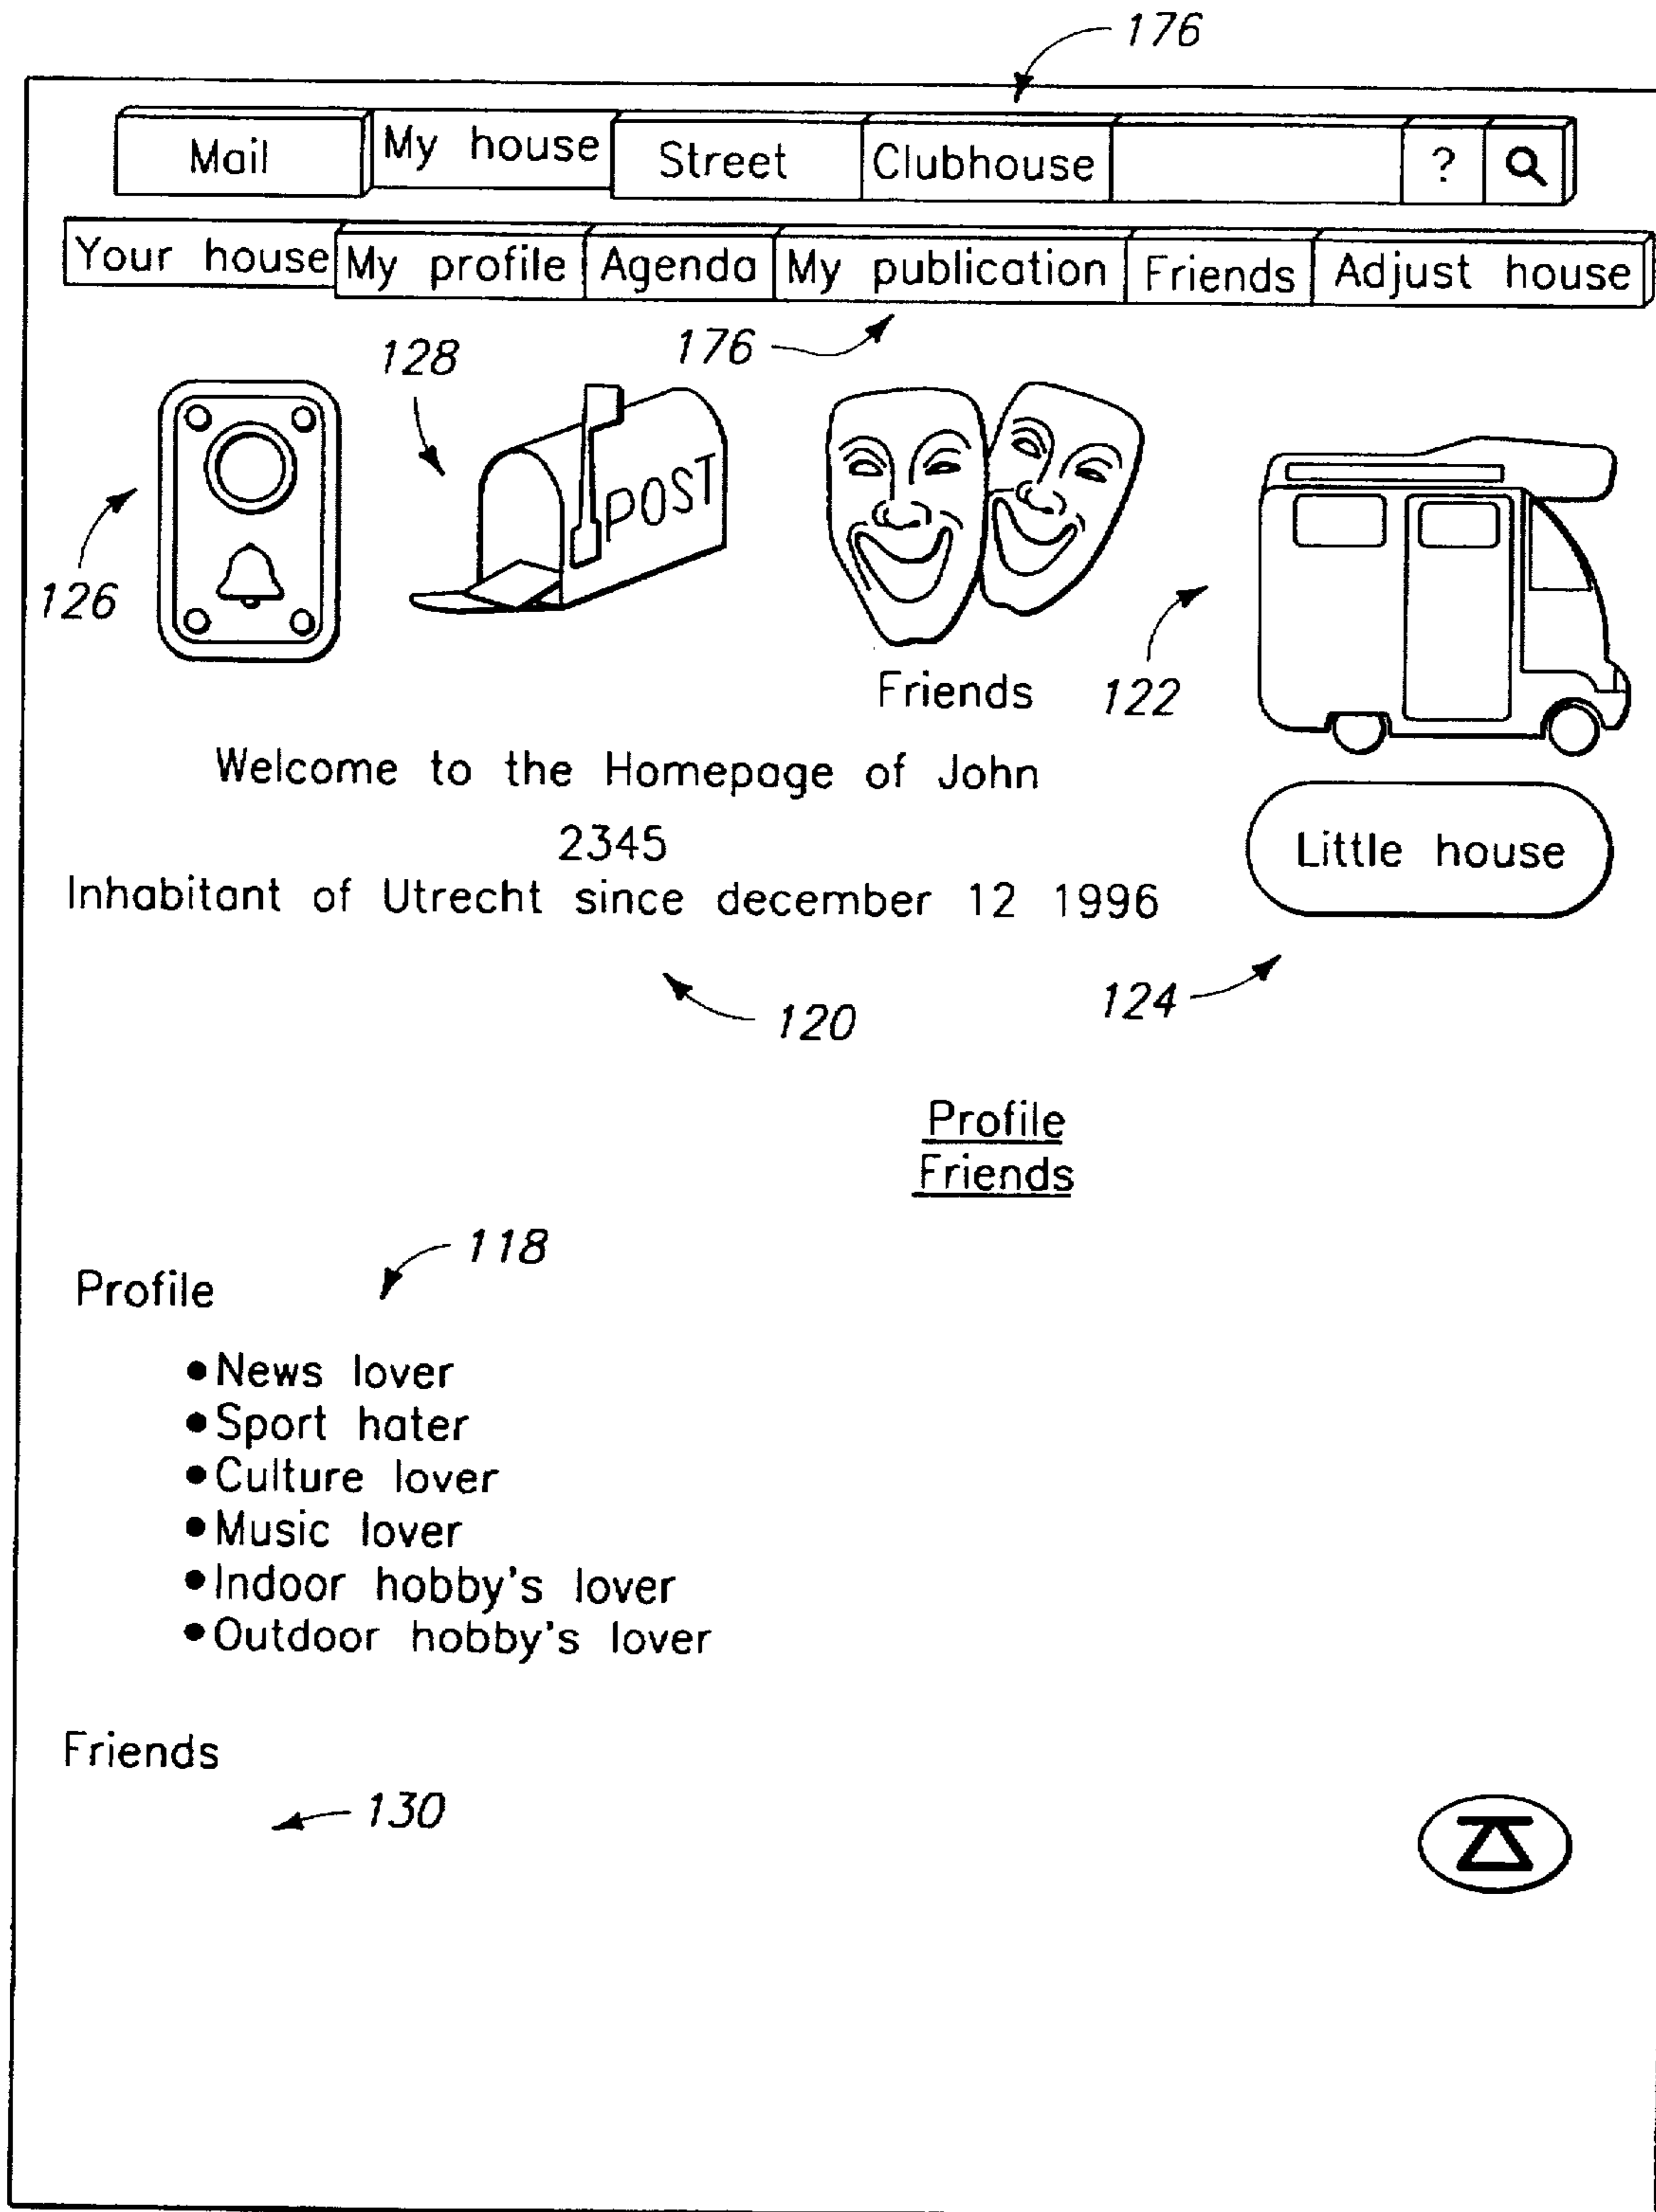 176
Mail My house Street Clubhouse ?
Your house My profile Agenda My publication Friends Adjust house
128 176
POST
126
Friends 122
Welcome to the Homepage of John
2345
Little house
Inhabitant of Utrecht since december 12 1996
124
120
Profile
Friends
118
Profile
•News lover
•Sport hater
•Culture lover
•Music lover
•Indoor hobby's lover
•Outdoor hobby's lover
Friends
130